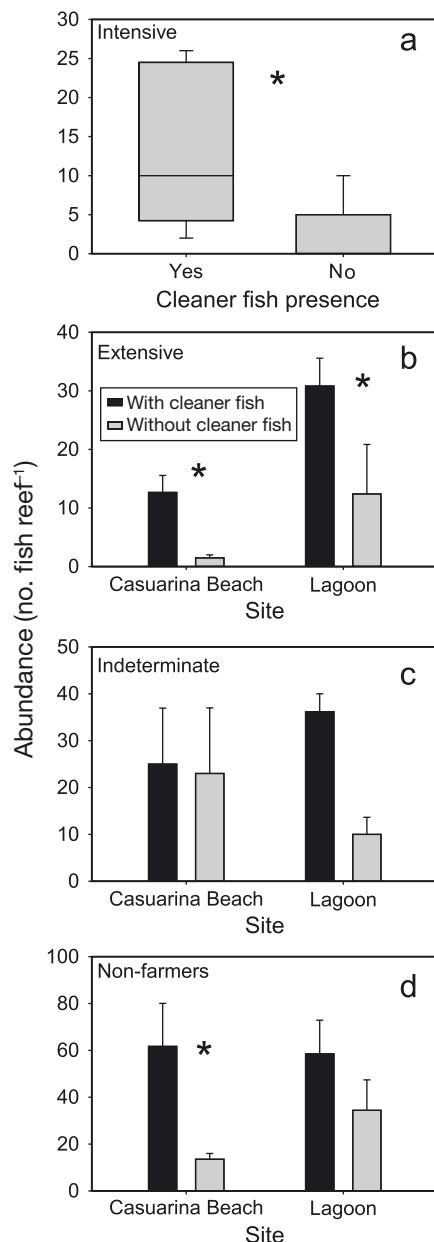 Abundance (no. fish reef⁻¹)
Intensive
a
*
30
25
20
15
10
5
0
Yes No
Cleaner fish presence
Extensive
b
With cleaner fish
Without cleaner fish
*
*
40
30
20
10
0
Casuarina Beach Lagoon
Site
Indeterminate
c
50
40
30
20
10
0
Casuarina Beach Lagoon
Site
Non-farmers
d
*
100
80
60
40
20
0
Casuarina Beach Lagoon
Site